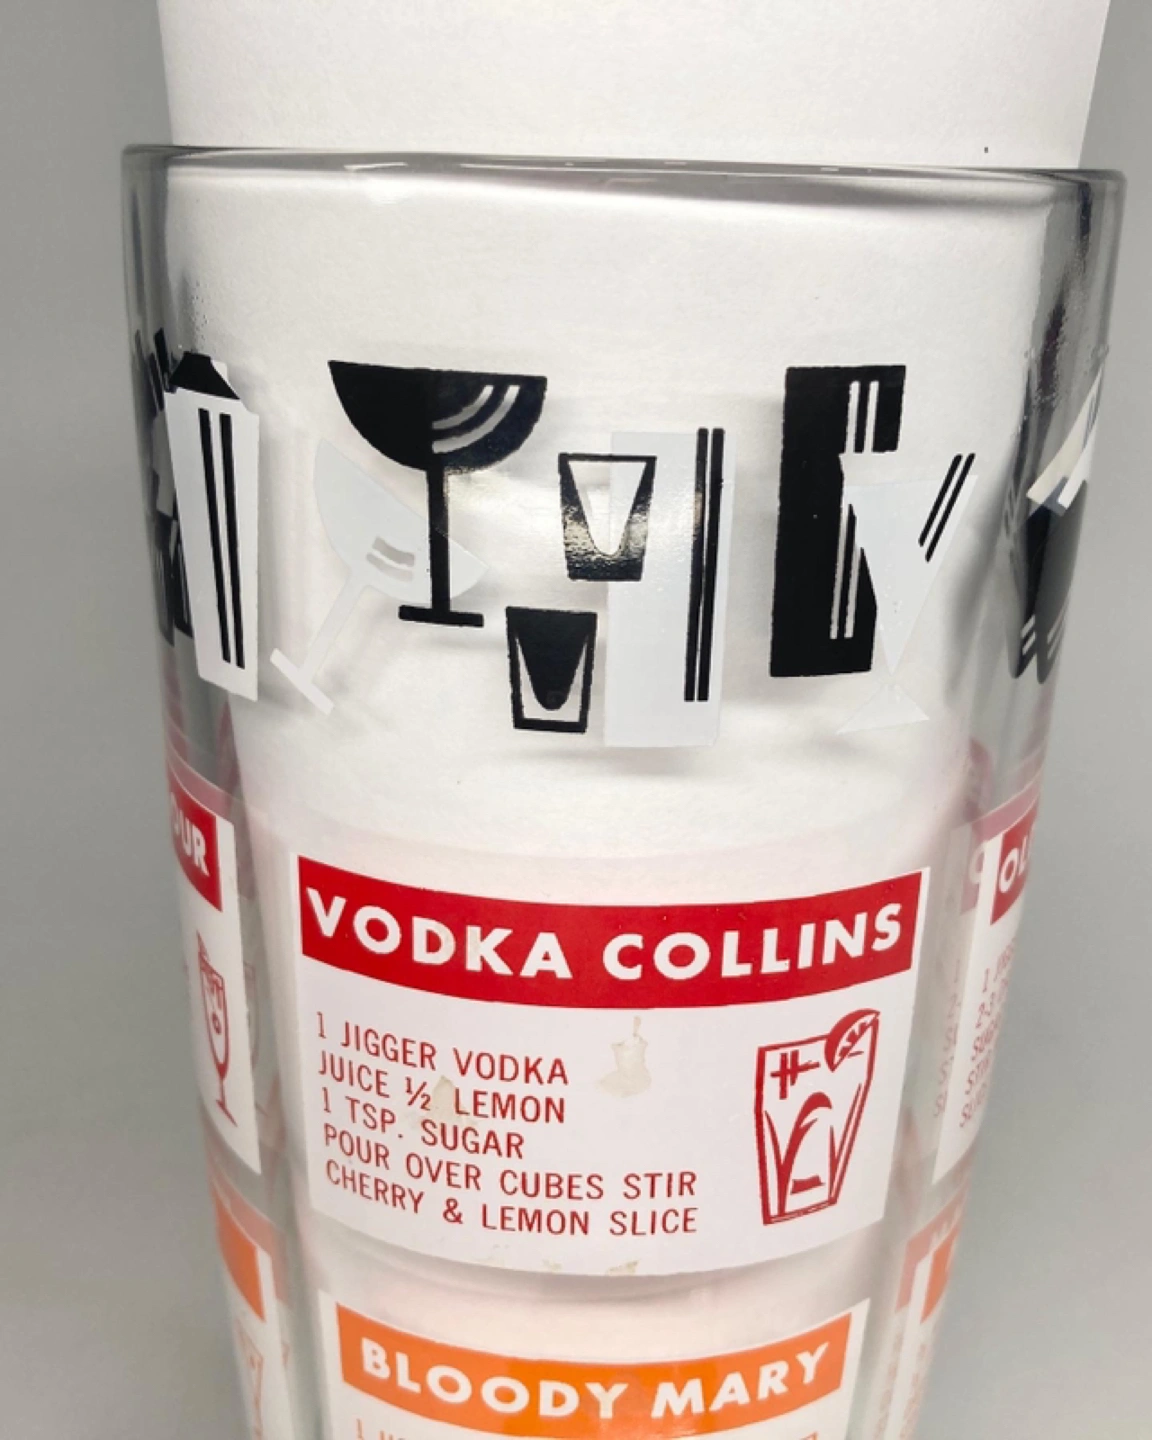 VODKA COLLINS
1 JIGGER VODKA
JUICE ½ LEMON
1 TSP. SUGAR
POUR OVER CUBES STIR
CHERRY & LEMON SLICE
BLOODY MARY